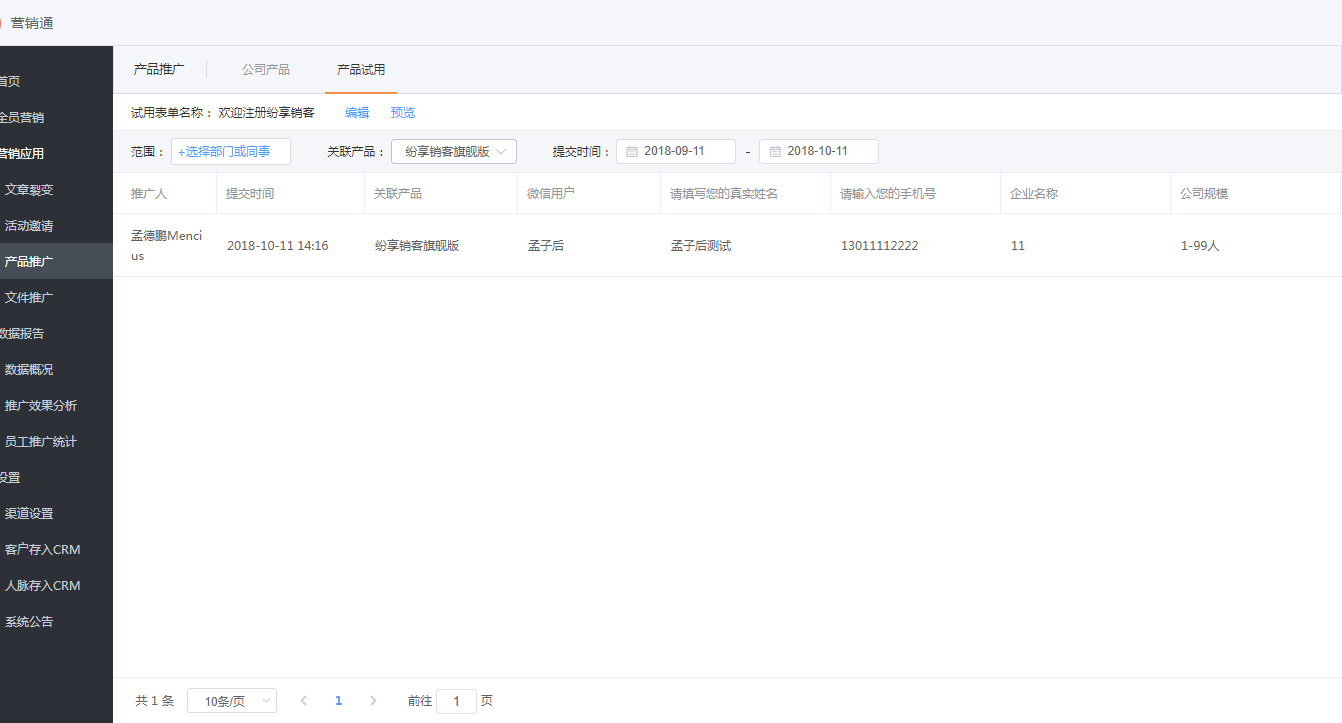 营销通
首页
全员营销
营销应用
文章裂变
活动邀请
产品推广
文件推广
数据报告
数据概况
推广效果分析
员工推广统计
设置
渠道设置
客户存入CRM
人脉存入CRM
系统公告
产品推广 公司产品 产品试用
试用表单名称： 欢迎注册纷享销客 编辑 预览
范围： +选择部门或同事 关联产品： 纷享销客旗舰版 提交时间： 2018-09-11 - 2018-10-11
推广人 提交时间 关联产品 微信用户 请填写您的真实姓名 请输入您的手机号 企业名称 公司规模
孟德鹏Menci
us 2018-10-11 14:16 纷享销客旗舰版 孟子后 孟子后测试 13011112222 11 1-99人
共 1 条 10条/页 1 前往 1 页